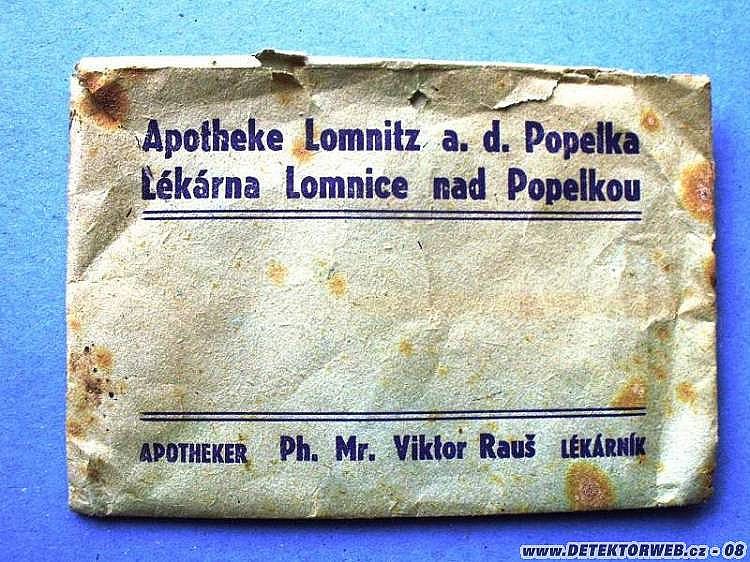 Apotheke Lomnitz a. d. Popelka
Lékárna Lomnice nad Popelkou
APOTHEKER Ph. Mr. Viktor Rauš LÉKÁRNÍK
www.DETEKTORWEB.cz - 08